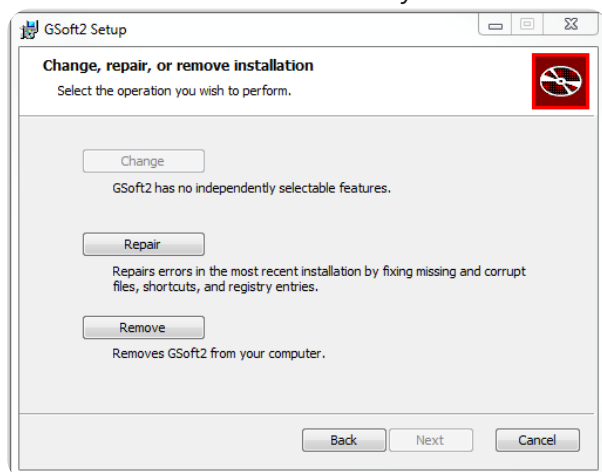 GSoft2 Setup
Change, repair, or remove installation
Select the operation you wish to perform.
Change
GSoft2 has no independently selectable features.
Repair
Repairs errors in the most recent installation by fixing missing and corrupt
files, shortcuts, and registry entries.
Remove
Removes GSoft2 from your computer.
Back Next Cancel